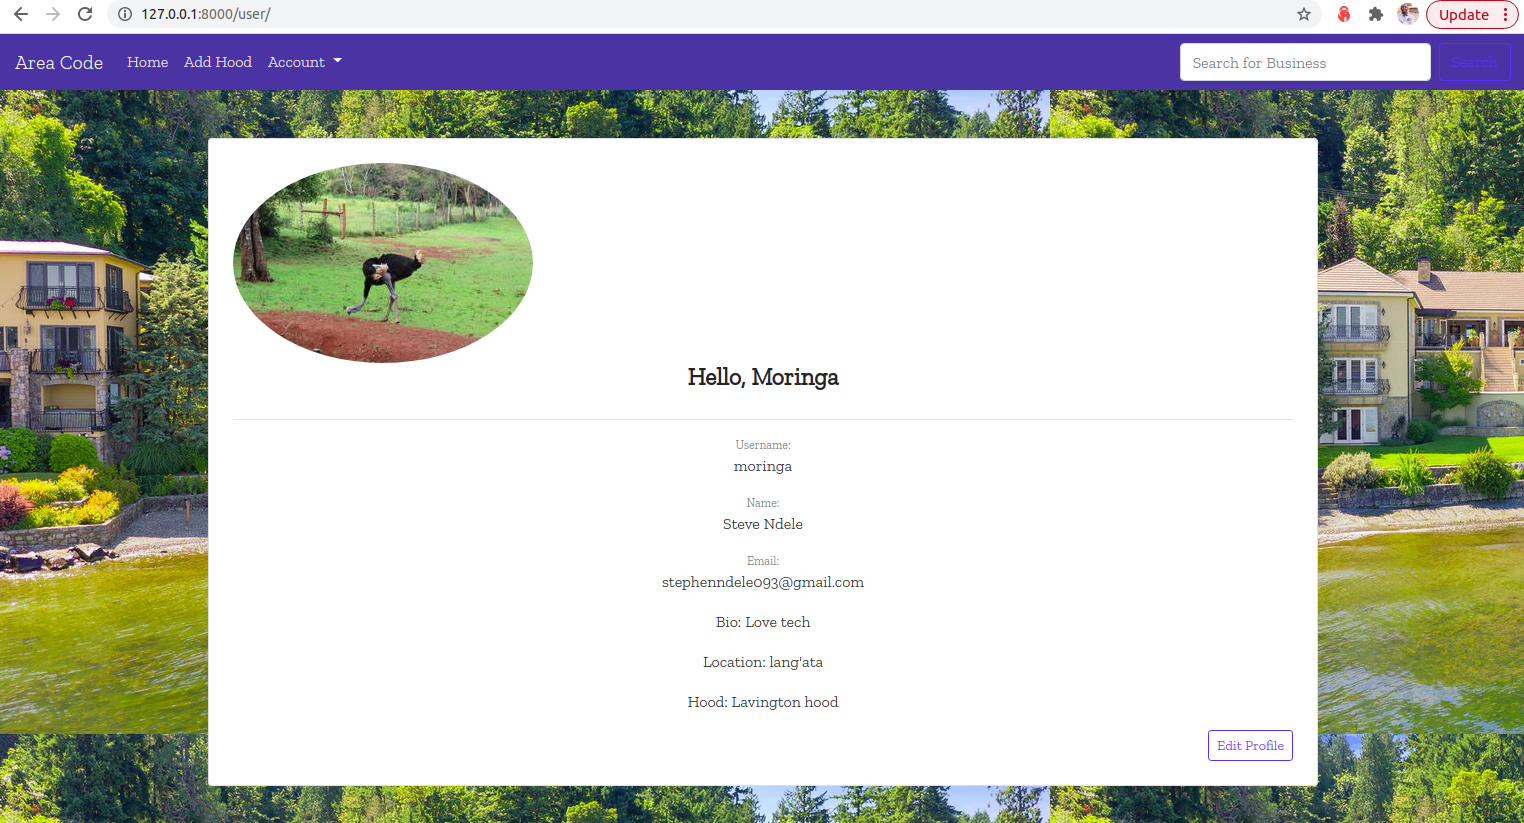 127.0.0.1:8000/user/
Update
Area Code Home Add Hood Account
Search for Business Search
Hello, Moringa
Username:
moringa
Name:
Steve Ndele
Email:
stephenndele093@gmail.com
Bio: Love tech
Location: lang'ata
Hood: Lavington hood
Edit Profile